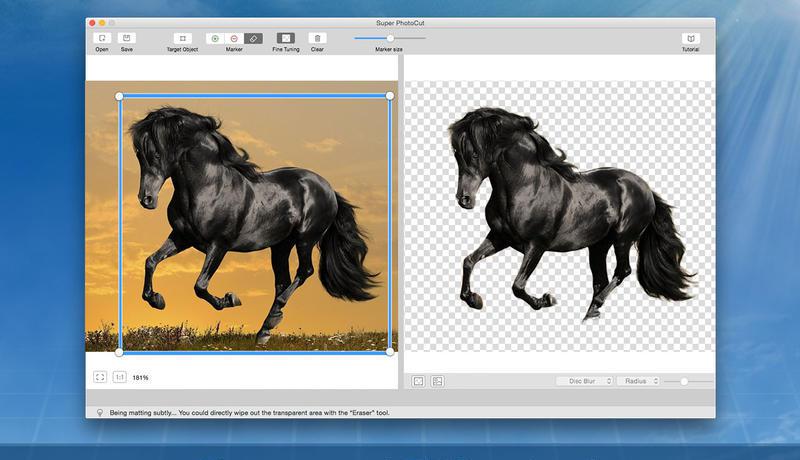 Super PhotoCut
Open
Save
Target Object
Marker
Fine Tuning
Clear
Marker size
Tutorial
1:1
181%
Disc Blur
Radius
Being matting subtly... You could directly wipe out the transparent area with the "Eraser" tool.